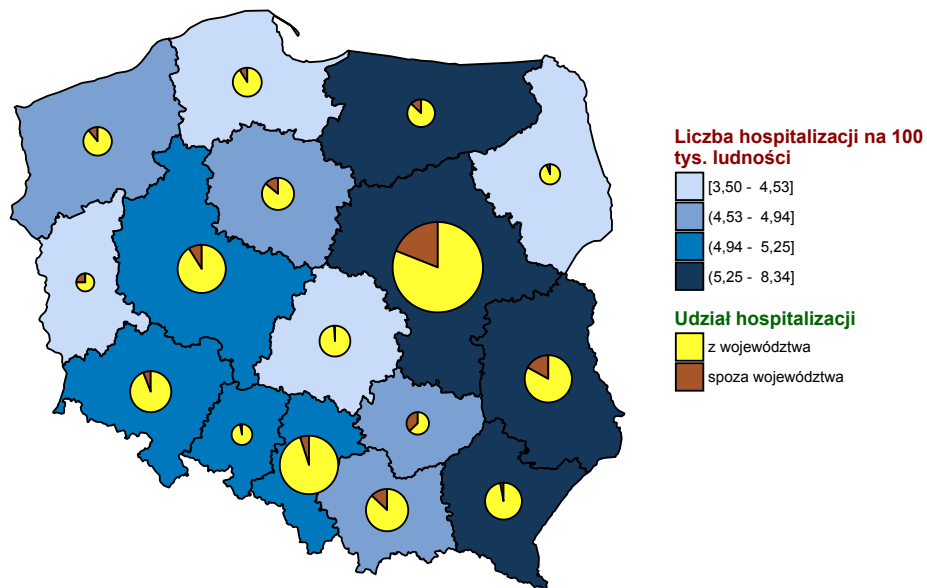 Liczba hospitalizacji na 100
tys. ludności
[3,50 - 4,53]
(4,53 - 4,94]
(4,94 - 5,25]
(5,25 - 8,34]
Udział hospitalizacji
z województwa
spoza województwa